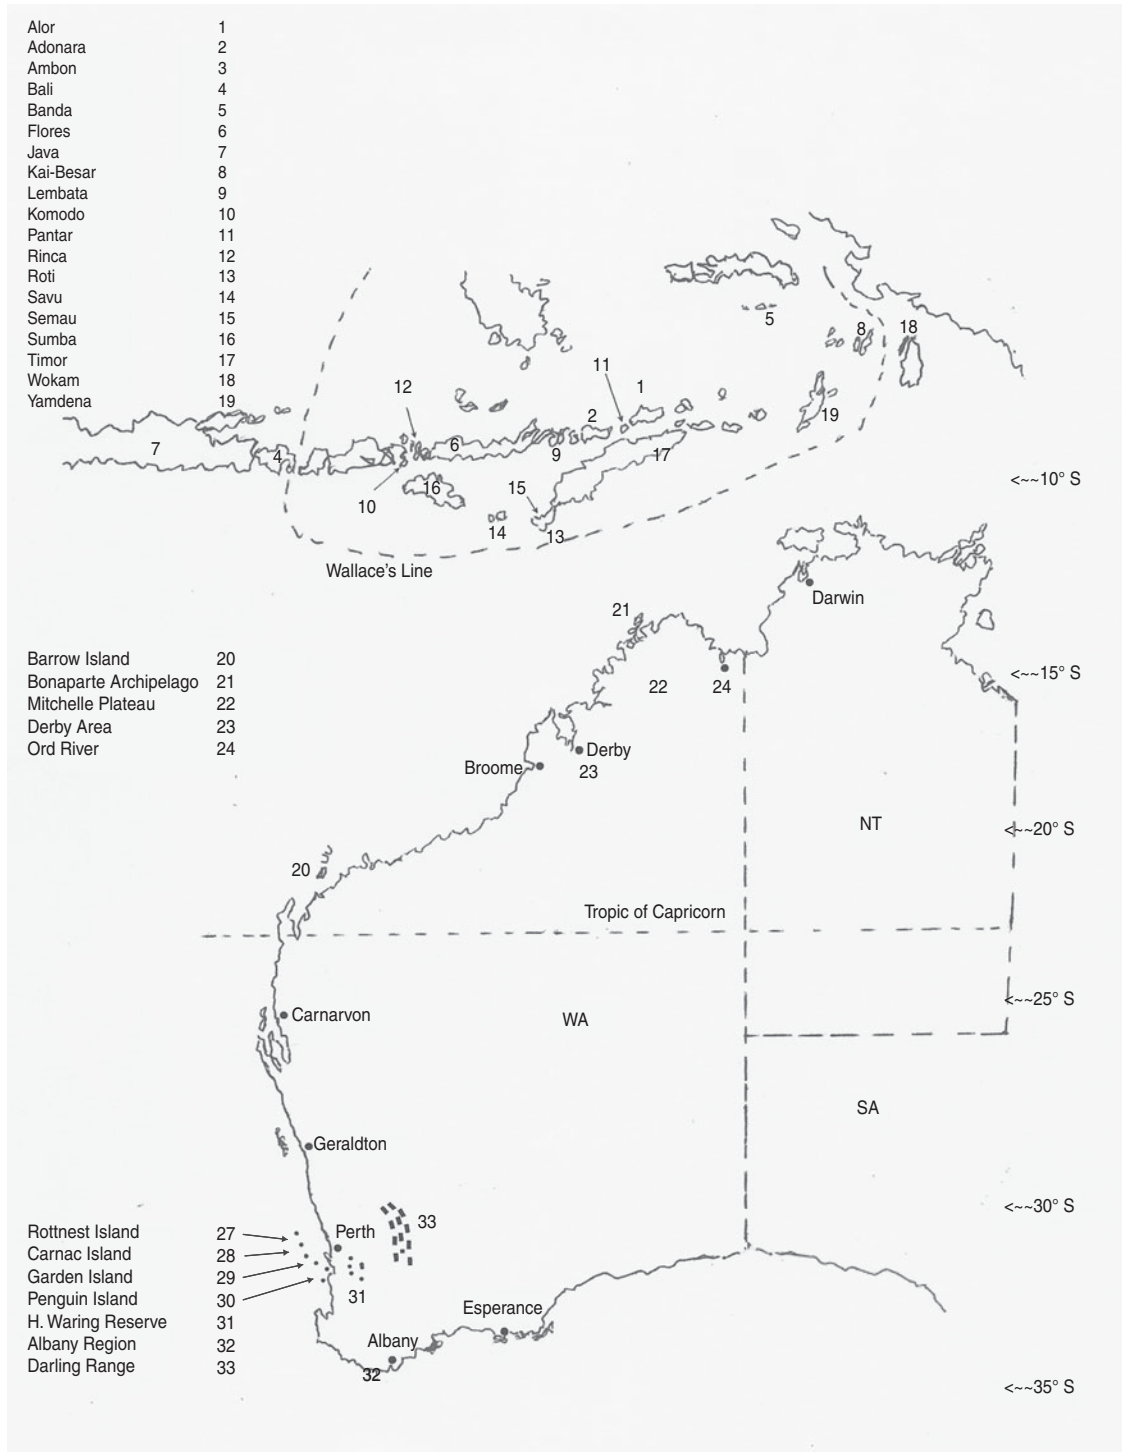 Alor 1
Adonara 2
Ambon 3
Bali 4
Banda 5
Flores 6
Java 7
Kai-Besar 8
Lembata 9
Komodo 10
Pantar 11
Rinca 12
Roti 13
Savu 14
Semau 15
Sumba 16
Timor 17
Wokam 18
Yamdena 19
5
8
18
11
12
1
2
19
7
4
6
9
17
16
15
10
14
13
<~~10° S
Wallace's Line
Darwin
21
Barrow Island 20
Bonaparte Archipelago 21
Mitchelle Plateau 22
Derby Area 23
Ord River 24
22
24
<~~15° S
Derby
Broome
23
NT
<~~20° S
20
Tropic of Capricorn
<~~25° S
Carnarvon
WA
SA
Geraldton
<~~30° S
33
Perth
Rottnest Island 27
Carnac Island 28
Garden Island 29
Penguin Island 30
H. Waring Reserve 31
Albany Region 32
Darling Range 33
31
Esperance
Albany
32
<~~35° S